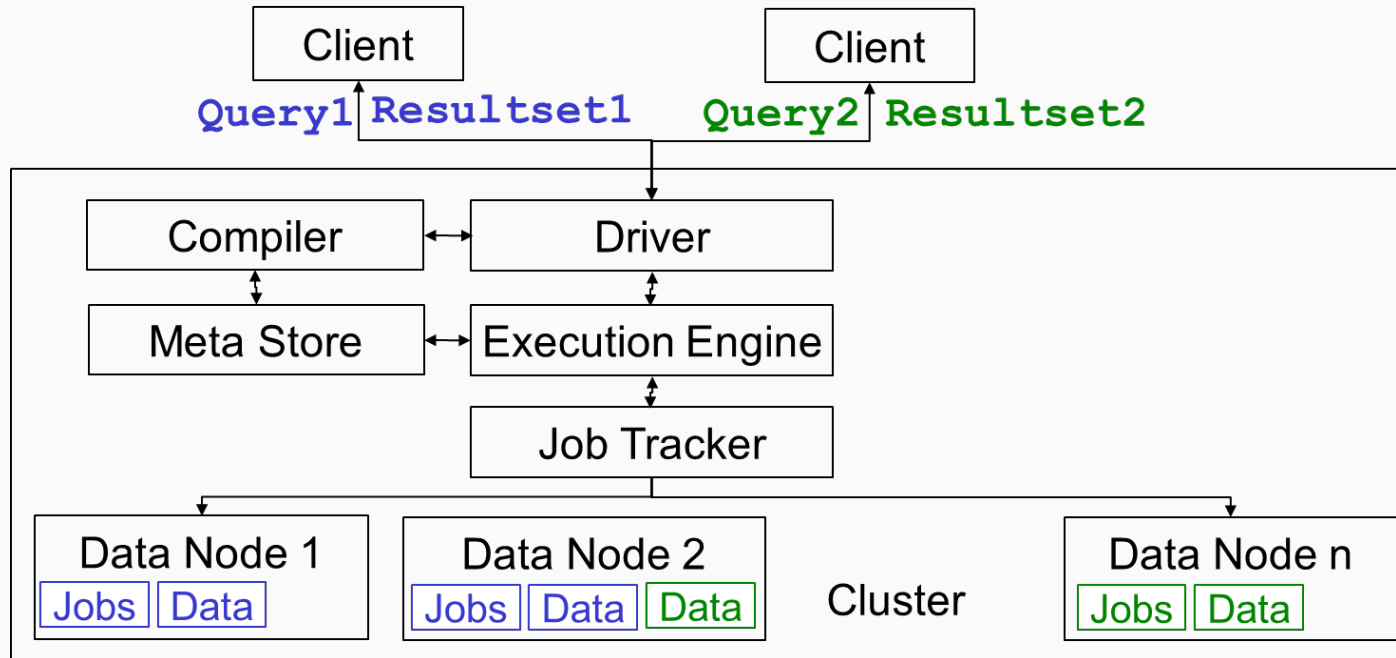 Client
Client
Query1 Resultset1
Query2 Resultset2
Compiler
Driver
Meta Store
Execution Engine
Job Tracker
Data Node 1
Jobs Data
Data Node 2
Jobs Data Data
Cluster
Data Node n
Jobs Data